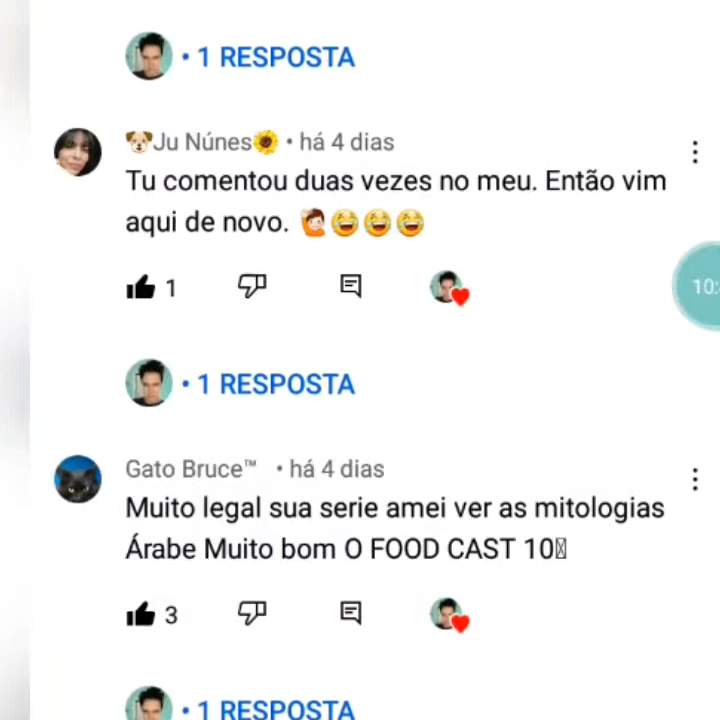 • 1 RESPOSTA
🐶Ju Núnes🌻 • há 4 dias
Tu comentou duas vezes no meu. Então vim
aqui de novo. 🙋😂😂😂
10:
1
• 1 RESPOSTA
Gato Bruce™ • há 4 dias
Muito legal sua serie amei ver as mitologias
Árabe Muito bom O FOOD CAST 10
3
• 1 RESPOSTA